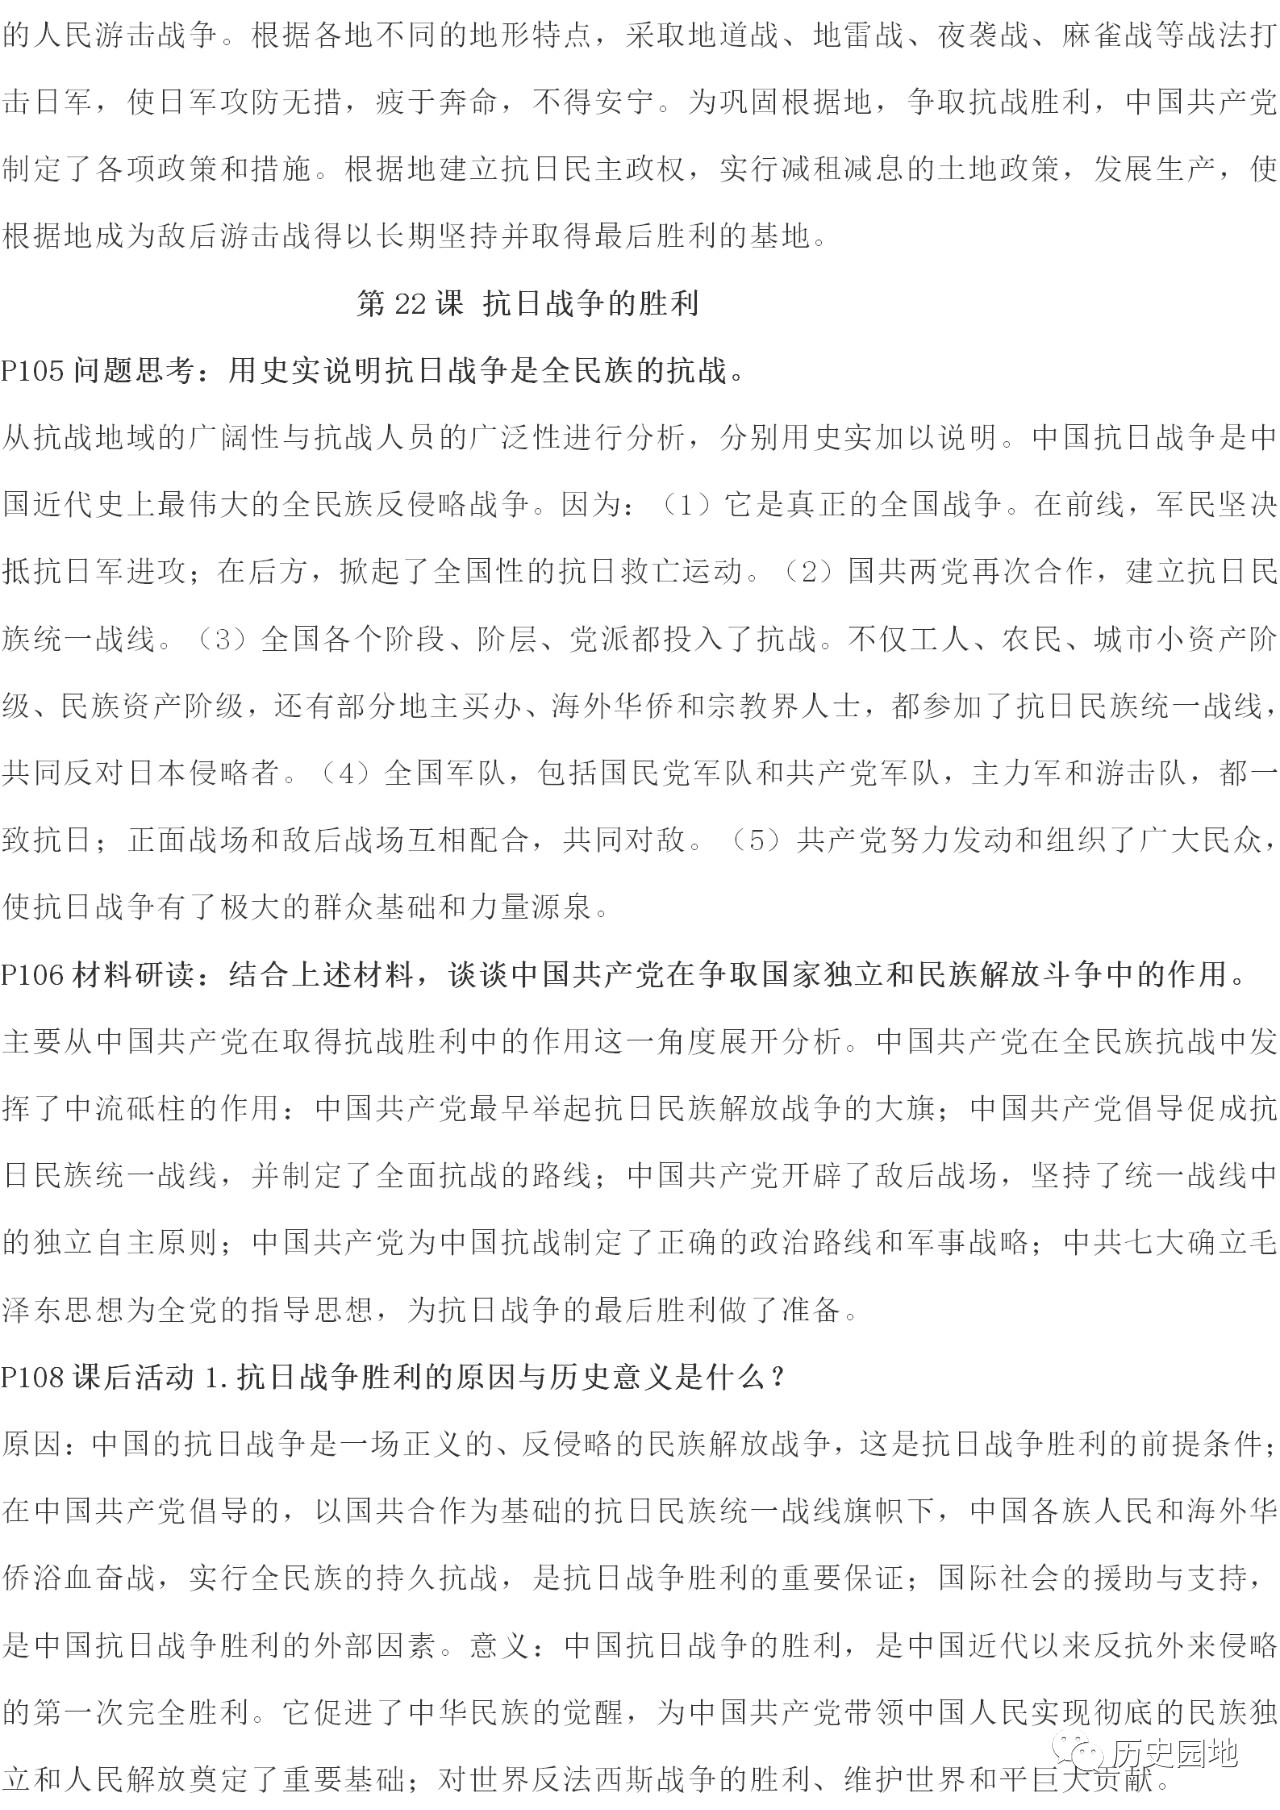 的人民游击战争。根据各地不同的地形特点，采取地道战、地雷战、夜袭战、麻雀战等战法打
击日军，使日军攻防无措，疲于奔命，不得安宁。为巩固根据地，争取抗战胜利，中国共产党
制定了各项政策和措施。根据地建立抗日民主政权，实行减租减息的土地政策，发展生产，使
根据地成为敌后游击战得以长期坚持并取得最后胜利的基地。
第 22 课 抗日战争的胜利
P105 问题思考：用史实说明抗日战争是全民族的抗战。
从抗战地域的广阔性与抗战人员的广泛性进行分析，分别用史实加以说明。中国抗日战争是中
国近代史上最伟大的全民族反侵略战争。因为：（1）它是真正的全国战争。在前线，军民坚决
抵抗日军进攻；在后方，掀起了全国性的抗日救亡运动。（2）国共两党再次合作，建立抗日民
族统一战线。（3）全国各个阶段、阶层、党派都投入了抗战。不仅工人、农民、城市小资产阶
级、民族资产阶级，还有部分地主买办、海外华侨和宗教界人士，都参加了抗日民族统一战线，
共同反对日本侵略者。（4）全国军队，包括国民党军队和共产党军队，主力军和游击队，都一
致抗日；正面战场和敌后战场互相配合，共同对敌。（5）共产党努力发动和组织了广大民众，
使抗日战争有了极大的群众基础和力量源泉。
P106 材料研读：结合上述材料，谈谈中国共产党在争取国家独立和民族解放斗争中的作用。
主要从中国共产党在取得抗战胜利中的作用这一角度展开分析。中国共产党在全民族抗战中发
挥了中流砥柱的作用：中国共产党最早举起抗日民族解放战争的大旗；中国共产党倡导促成抗
日民族统一战线，并制定了全面抗战的路线；中国共产党开辟了敌后战场，坚持了统一战线中
的独立自主原则；中国共产党为中国抗战制定了正确的政治路线和军事战略；中共七大确立毛
泽东思想为全党的指导思想，为抗日战争的最后胜利做了准备。
P108 课后活动 1.抗日战争胜利的原因与历史意义是什么？
原因：中国的抗日战争是一场正义的、反侵略的民族解放战争，这是抗日战争胜利的前提条件；
在中国共产党倡导的，以国共合作为基础的抗日民族统一战线旗帜下，中国各族人民和海外华
侨浴血奋战，实行全民族的持久抗战，是抗日战争胜利的重要保证；国际社会的援助与支持，
是中国抗日战争胜利的外部因素。意义：中国抗日战争的胜利，是中国近代以来反抗外来侵略
的第一次完全胜利。它促进了中华民族的觉醒，为中国共产党带领中国人民实现彻底的民族独
立和人民解放奠定了重要基础；对世界反法西斯战争的胜利、维护世界和平巨大贡献。
历史园地